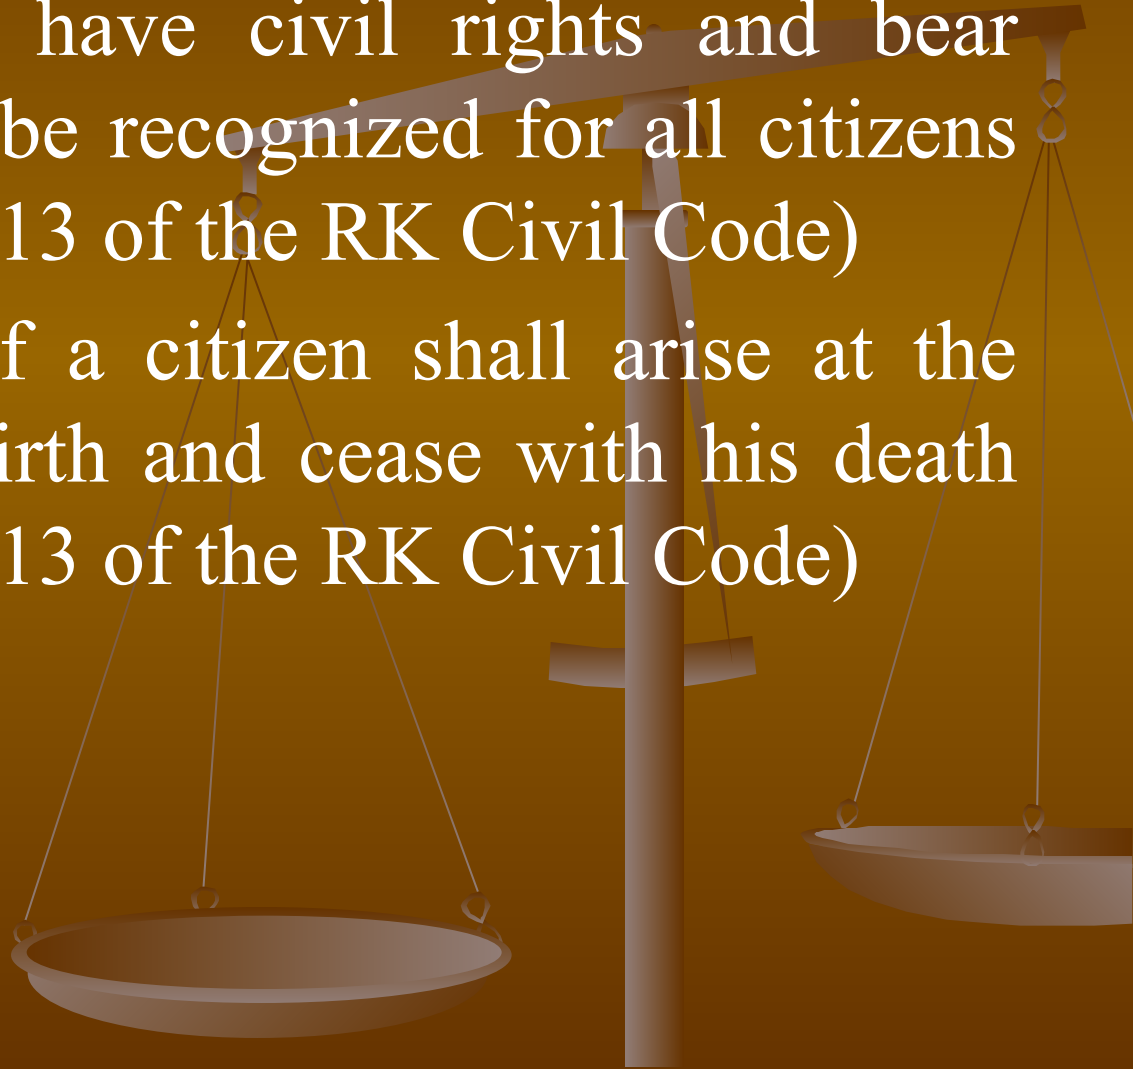 have civil rights and bear
be recognized for all citizens
13 of the RK Civil Code)
f a citizen shall arise at the
irth and cease with his death
13 of the RK Civil Code)